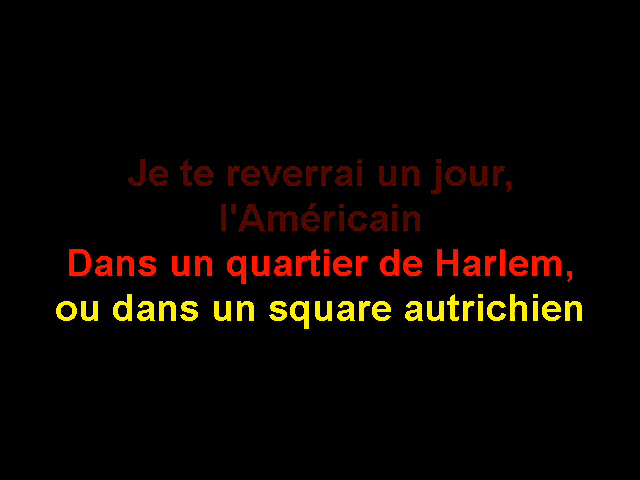 Je te reverrai un jour,
l'Américain
Dans un quartier de Harlem,
ou dans un square autrichien